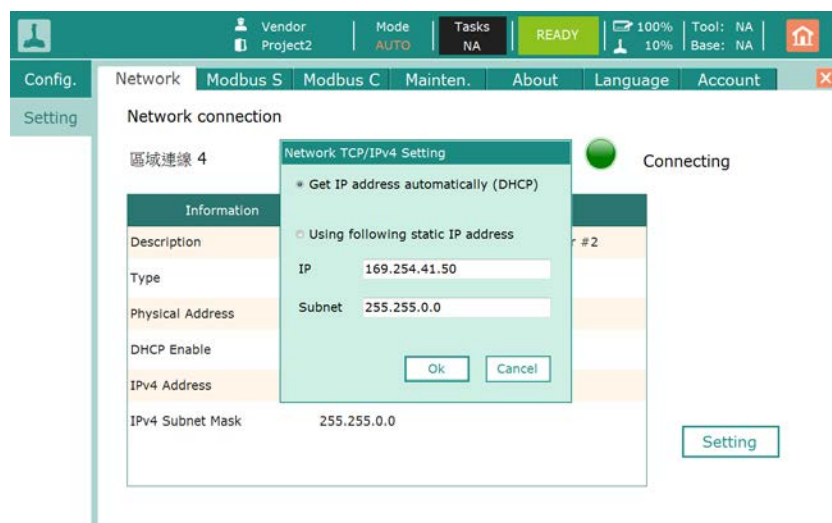 Vendor
Project2
Mode
AUTO
Tasks
NA
READY
100%
10%
Tool: NA
Base: NA
Config.
Setting
Network
Modbus S
Modbus C
Mainten.
About
Language
Account
Network connection
區域連線 4
Connecting
Information
Description
r #2
Type
Physical Address
DHCP Enable
IPv4 Address
IPv4 Subnet Mask
255.255.0.0
Network TCP/IPv4 Setting
Get IP address automatically (DHCP)
Using following static IP address
IP
169.254.41.50
Subnet
255.255.0.0
Ok
Cancel
Setting